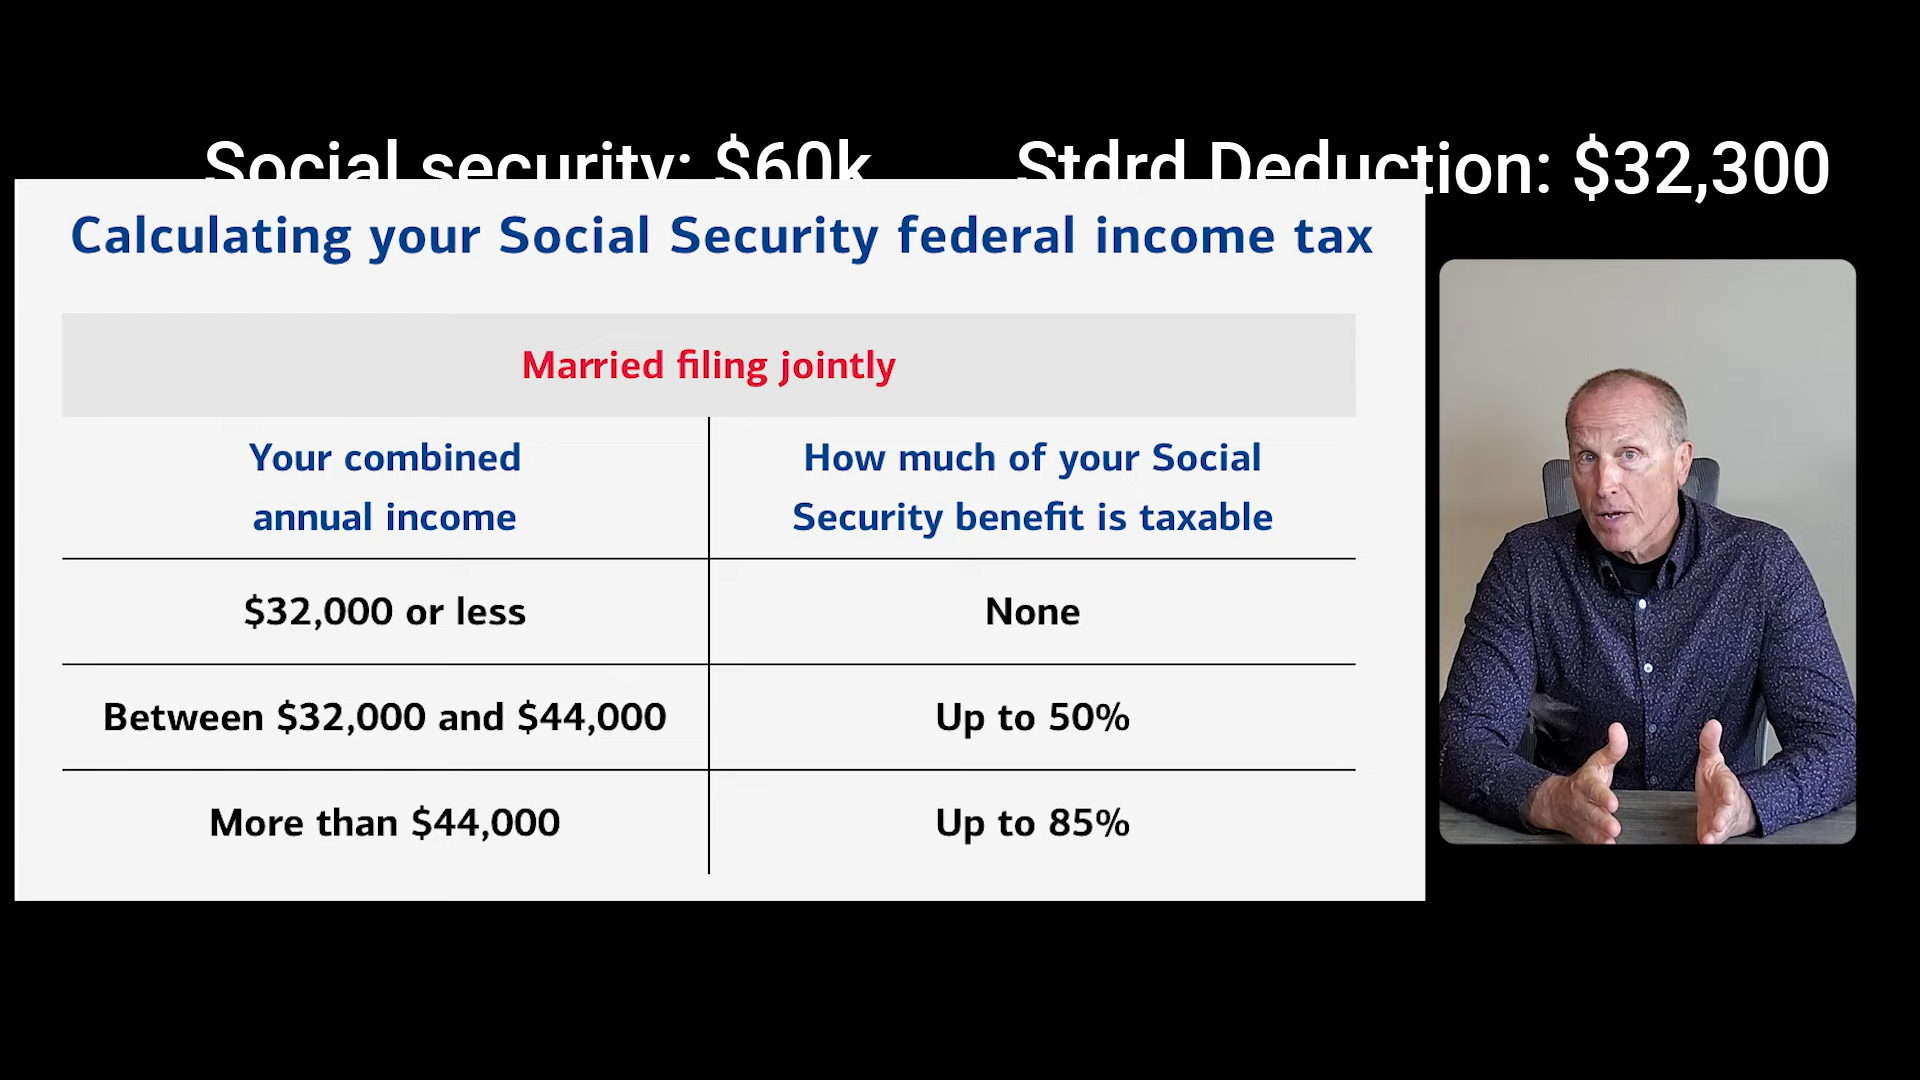 Social security: $60k
Stdrd Deduction: $32,300
Calculating your Social Security federal income tax
Married filing jointly
Your combined
annual income
How much of your Social
Security benefit is taxable
$32,000 or less
None
Between $32,000 and $44,000
Up to 50%
More than $44,000
Up to 85%